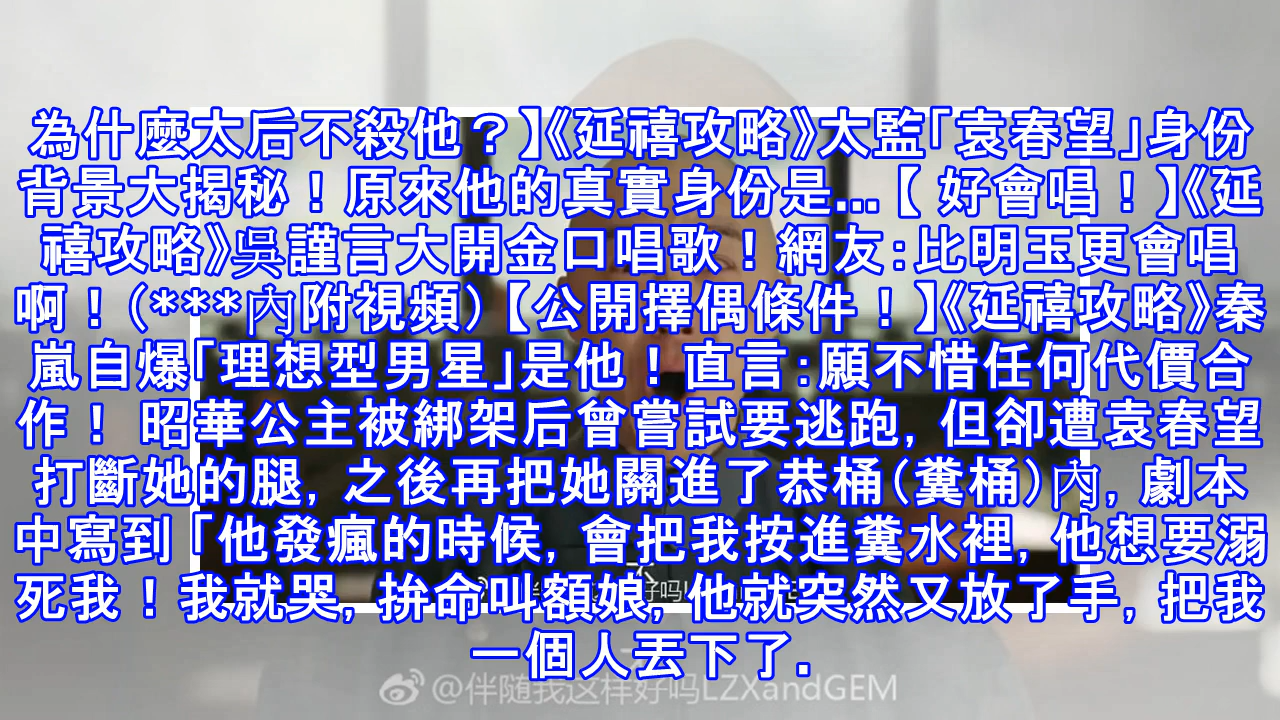 為什麼太后不殺他？】《延禧攻略》太監「袁春望」身份
背景大揭秘！原來他的真實身份是...【 好會唱！】《延
禧攻略》吳謹言大開金口唱歌！網友：比明玉更會唱
啊！(***內附視頻)【公開擇偶條件！】《延禧攻略》秦
嵐自爆「理想型男星」是他！直言：願不惜任何代價合
作！ 昭華公主被綁架后曾嘗試要逃跑, 但卻遭袁春望
打斷她的腿, 之後再把她關進了恭桶(糞桶)內, 劇本
中寫到「他發瘋的時候, 會把我按進糞水裡, 他想要溺
死我！我就哭, 拚命叫額娘, 他就突然又放了手, 把我
一個人丟下了.
@伴随我这样好吗LZXandGEM